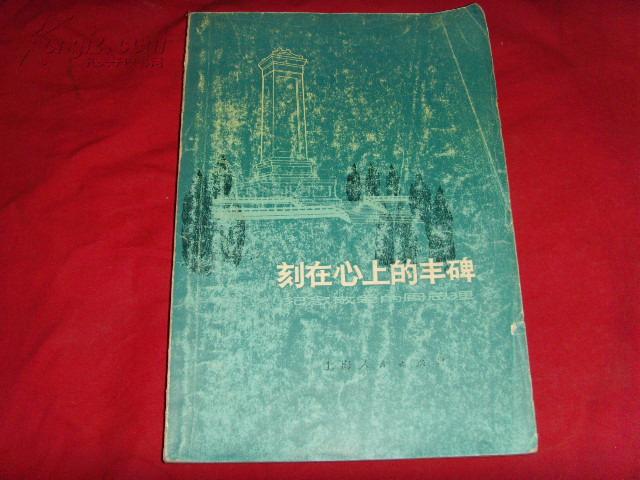 刻在心上的丰碑
纪念敬爱的周总理
上海人民出版社